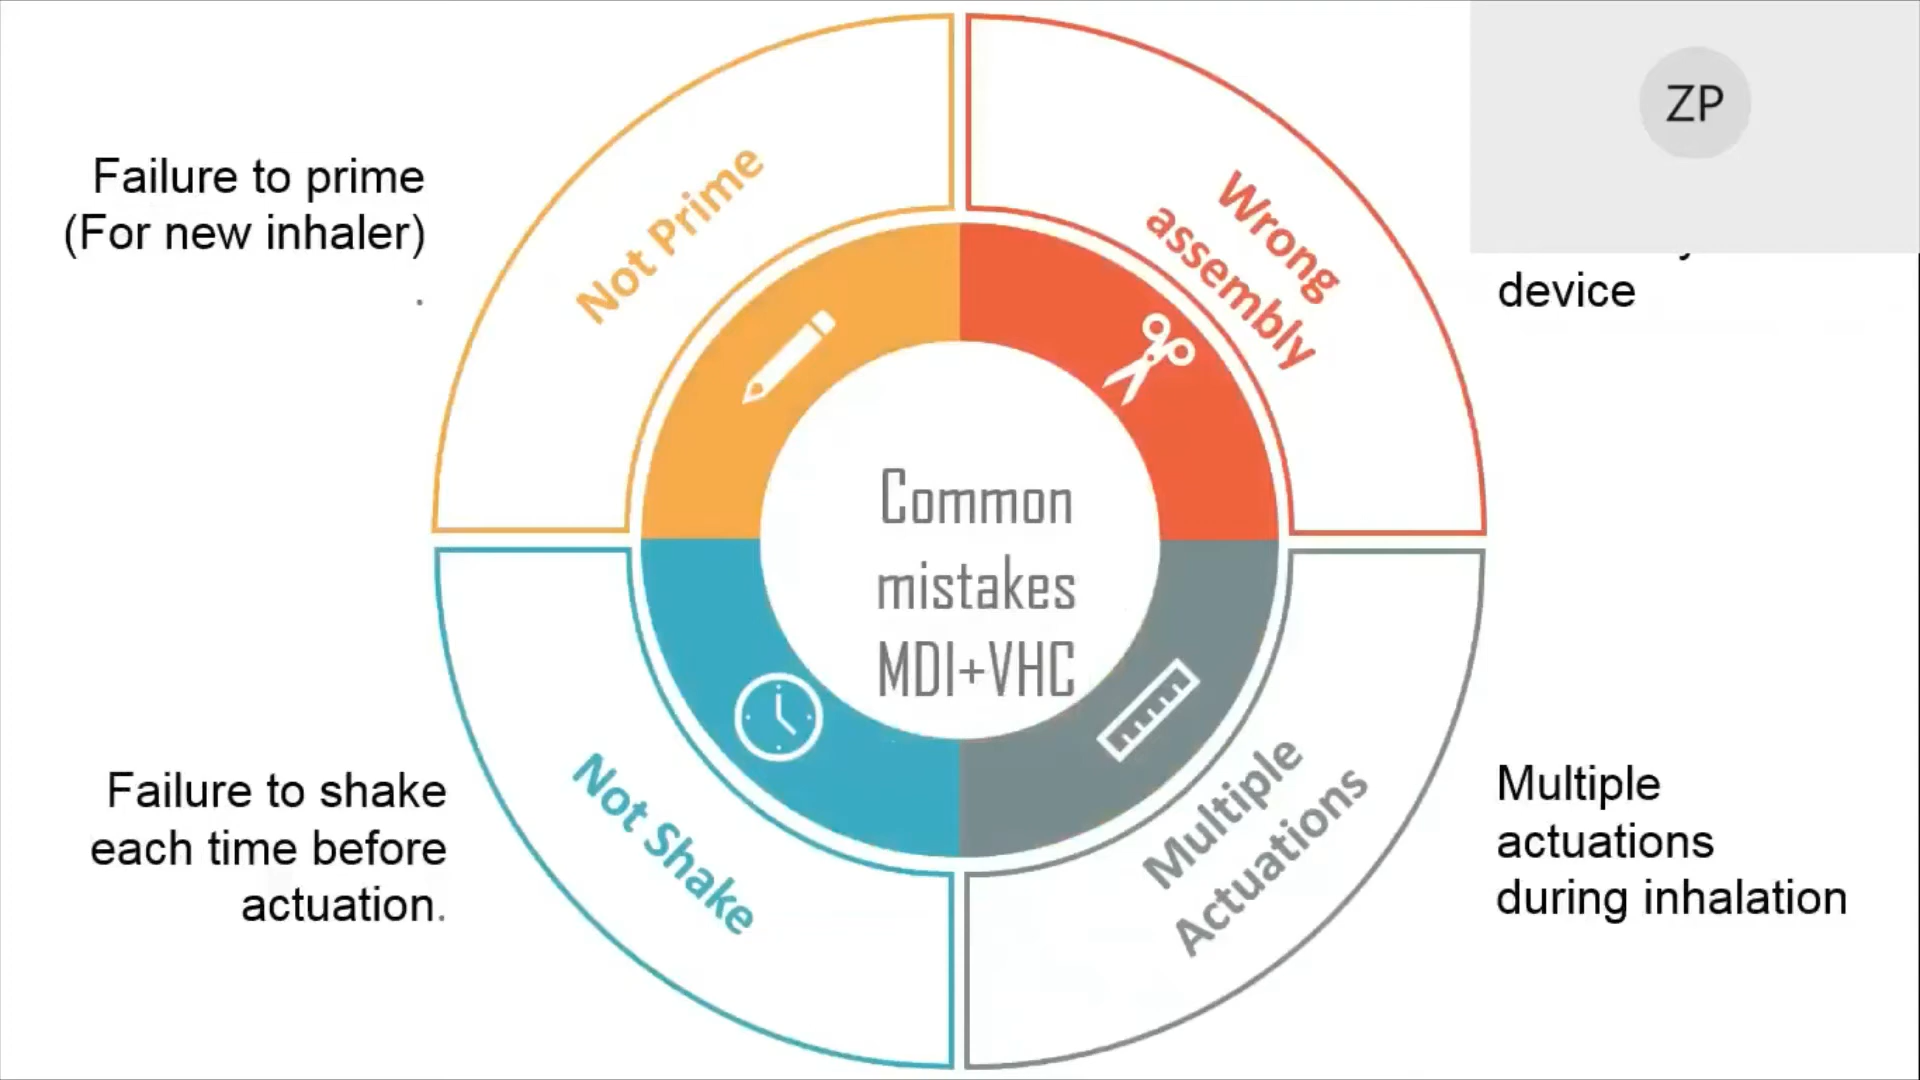 Failure to prime
(For new inhaler)
.
Not Prime
Wrong
assembly
ZP
device
Common
mistakes
MDI+VHC
Failure to shake
each time before
actuation.
Not Shake
Multiple
Actuations
Multiple
actuations
during inhalation